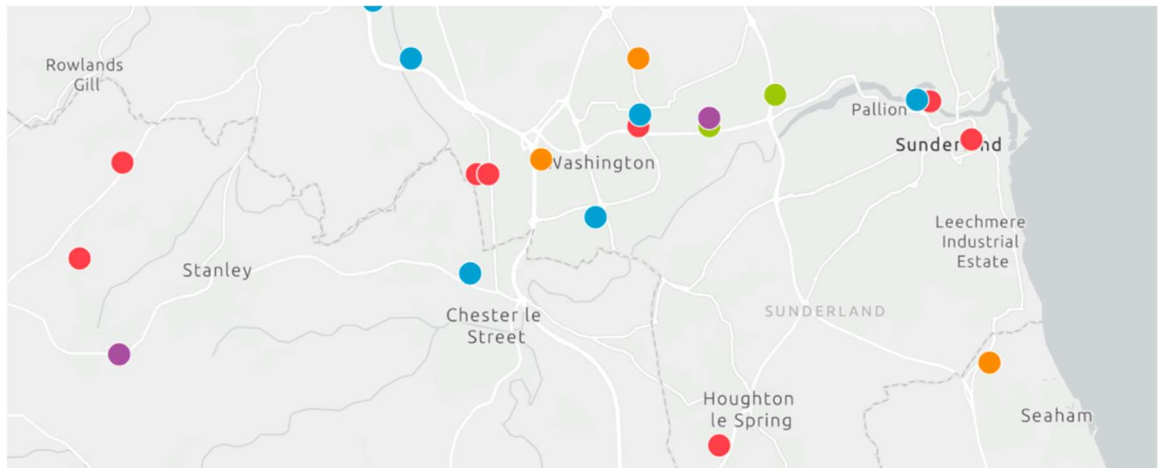 Rowlands
Gill
Pallion
Sunderland
Washington
Leechmere
Industrial
Estate
Stanley
Chester le
Street
SUNDERLAND
Houghton
le Spring
Seaham